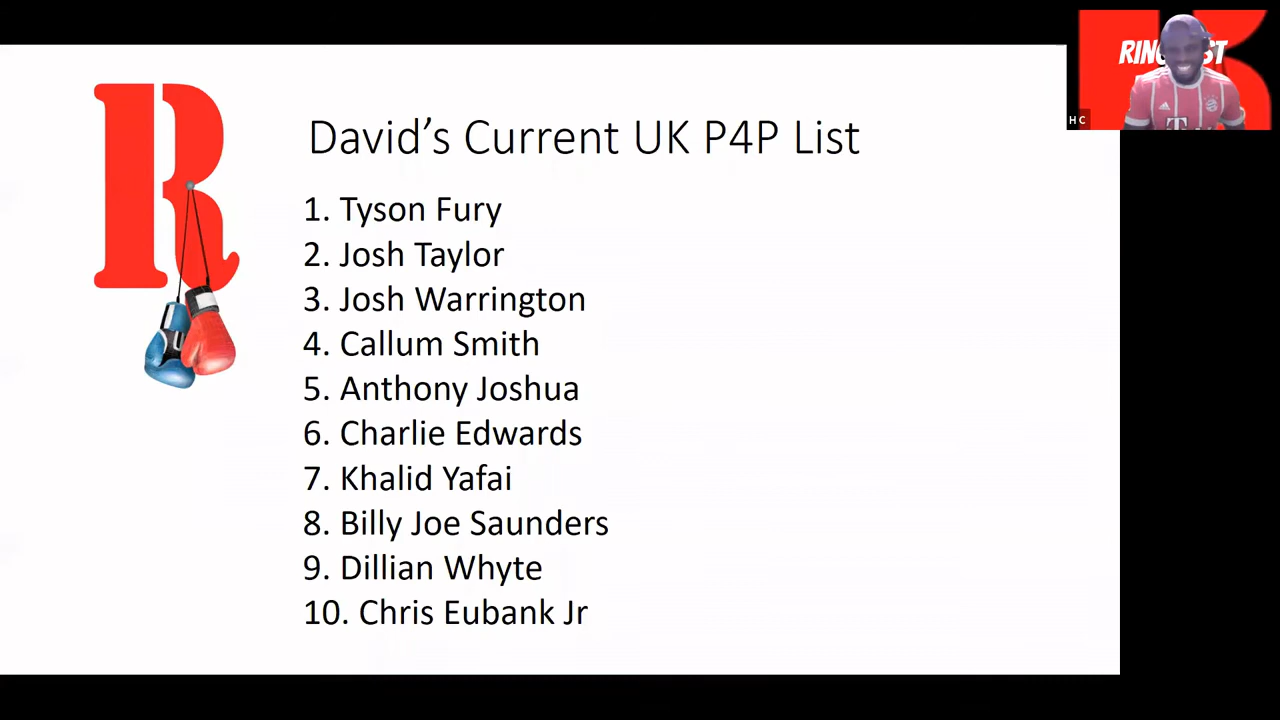 David's Current UK P4P List
1. Tyson Fury
2. Josh Taylor
3. Josh Warrington
4. Callum Smith
5. Anthony Joshua
6. Charlie Edwards
7. Khalid Yafai
8. Billy Joe Saunders
9. Dillian Whyte
10. Chris Eubank Jr
R
H C